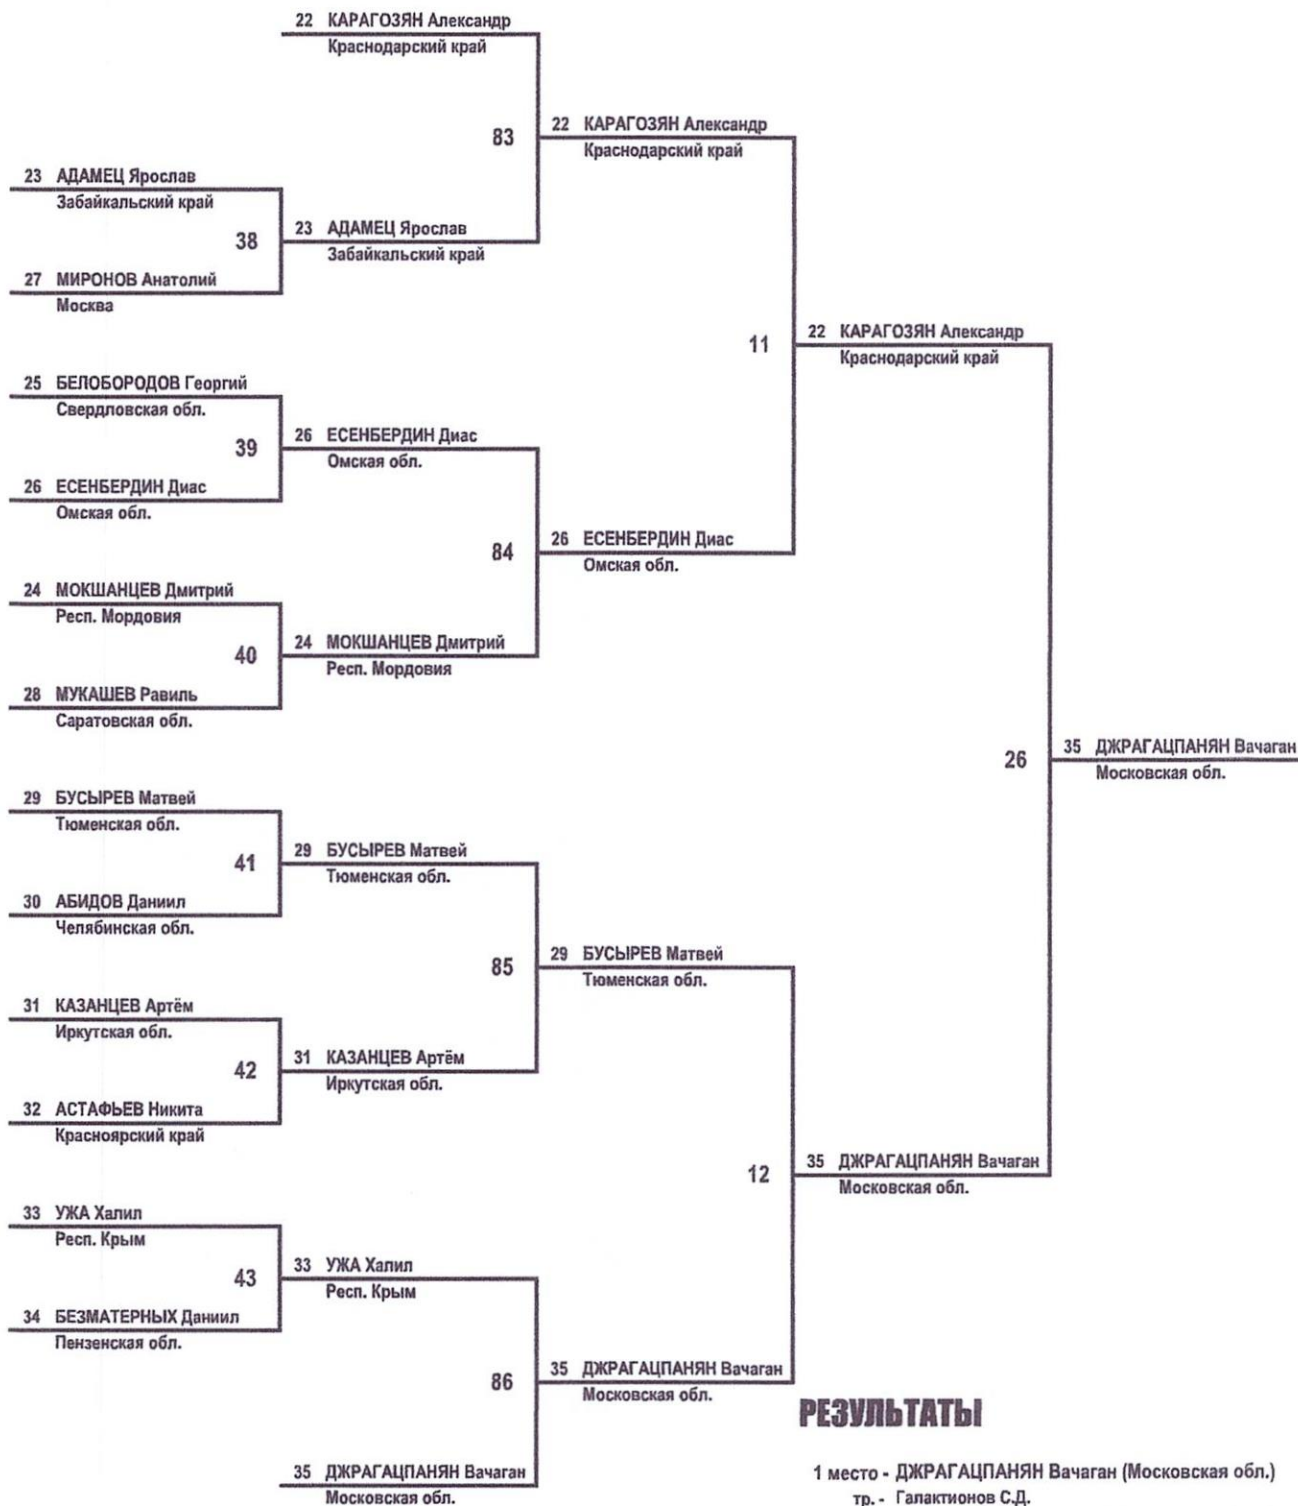 22 КАРАГОЗЯН Александр
Краснодарский край
83
22 КАРАГОЗЯН Александр
Краснодарский край
23 АДАМЕЦ Ярослав
Забайкальский край
38
23 АДАМЕЦ Ярослав
Забайкальский край
27 МИРОНОВ Анатолий
Москва
11
22 КАРАГОЗЯН Александр
Краснодарский край
25 БЕЛОБОРОДОВ Георгий
Свердловская обл.
39
26 ЕСЕНБЕРДИН Диас
Омская обл.
26 ЕСЕНБЕРДИН Диас
Омская обл.
84
26 ЕСЕНБЕРДИН Диас
Омская обл.
24 МОКШАНЦЕВ Дмитрий
Респ. Мордовия
40
24 МОКШАНЦЕВ Дмитрий
Респ. Мордовия
28 МУКАШЕВ Равиль
Саратовская обл.
26
35 ДЖРАГАЦПАНЯН Вачаган
Московская обл.
29 БУСЫРЕВ Матвей
Тюменская обл.
41
29 БУСЫРЕВ Матвей
Тюменская обл.
30 АБИДОВ Даниил
Челябинская обл.
85
29 БУСЫРЕВ Матвей
Тюменская обл.
31 КАЗАНЦЕВ Артём
Иркутская обл.
42
31 КАЗАНЦЕВ Артём
Иркутская обл.
32 АСТАФЬЕВ Никита
Красноярский край
12
35 ДЖРАГАЦПАНЯН Вачаган
Московская обл.
33 УЖА Халил
Респ. Крым
43
33 УЖА Халил
Респ. Крым
34 БЕЗМАТЕРНЫХ Даниил
Пензенская обл.
86
35 ДЖРАГАЦПАНЯН Вачаган
Московская обл.
35 ДЖРАГАЦПАНЯН Вачаган
Московская обл.
РЕЗУЛЬТАТЫ
1 место - ДЖРАГАЦПАНЯН Вачаган (Московская обл.)
тр. - Галактионов С.Д.